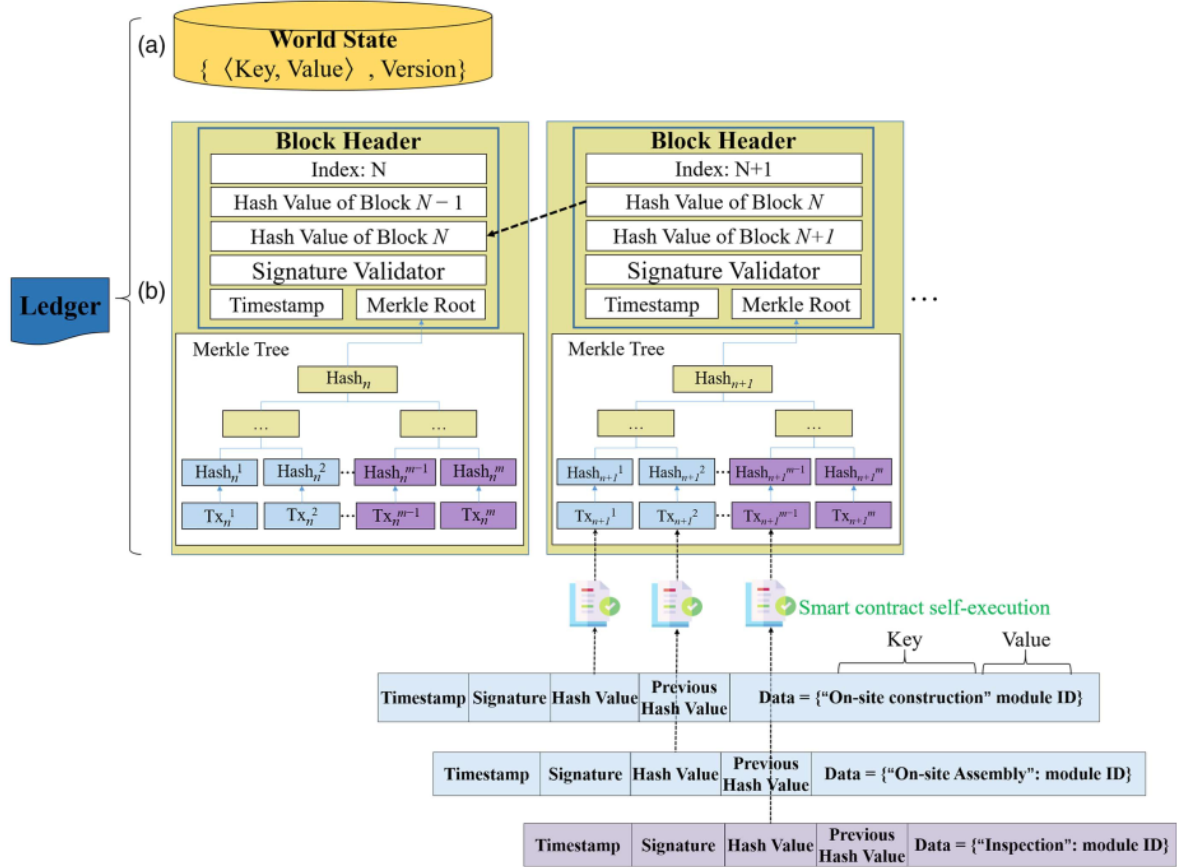 (a)
World State
{ 〈Key, Value〉 , Version}
Ledger
(b)
Block Header
Index: N
Hash Value of Block N − 1
Hash Value of Block N
Signature Validator
Timestamp
Merkle Root
Merkle Tree
Hashₙ
...
...
Hashₙ¹
Hashₙ²
...
Hashₙᵐ⁻¹
Hashₙᵐ
Txₙ¹
Txₙ²
...
Txₙᵐ⁻¹
Txₙᵐ
Block Header
Index: N+1
Hash Value of Block N
Hash Value of Block N+1
Signature Validator
Timestamp
Merkle Root
Merkle Tree
Hashₙ₊₁
...
...
Hashₙ₊₁¹
Hashₙ₊₁²
...
Hashₙ₊₁ᵐ⁻¹
Hashₙ₊₁ᵐ
Txₙ₊₁¹
Txₙ₊₁²
...
Txₙ₊₁ᵐ⁻¹
Txₙ₊₁ᵐ
...
Smart contract self-execution
Key
Value
Timestamp
Signature
Hash Value
Previous
Hash Value
Data = {“On-site construction” module ID}
Timestamp
Signature
Hash Value
Previous
Hash Value
Data = {“On-site Assembly”: module ID}
Timestamp
Signature
Hash Value
Previous
Hash Value
Data = {“Inspection”: module ID}